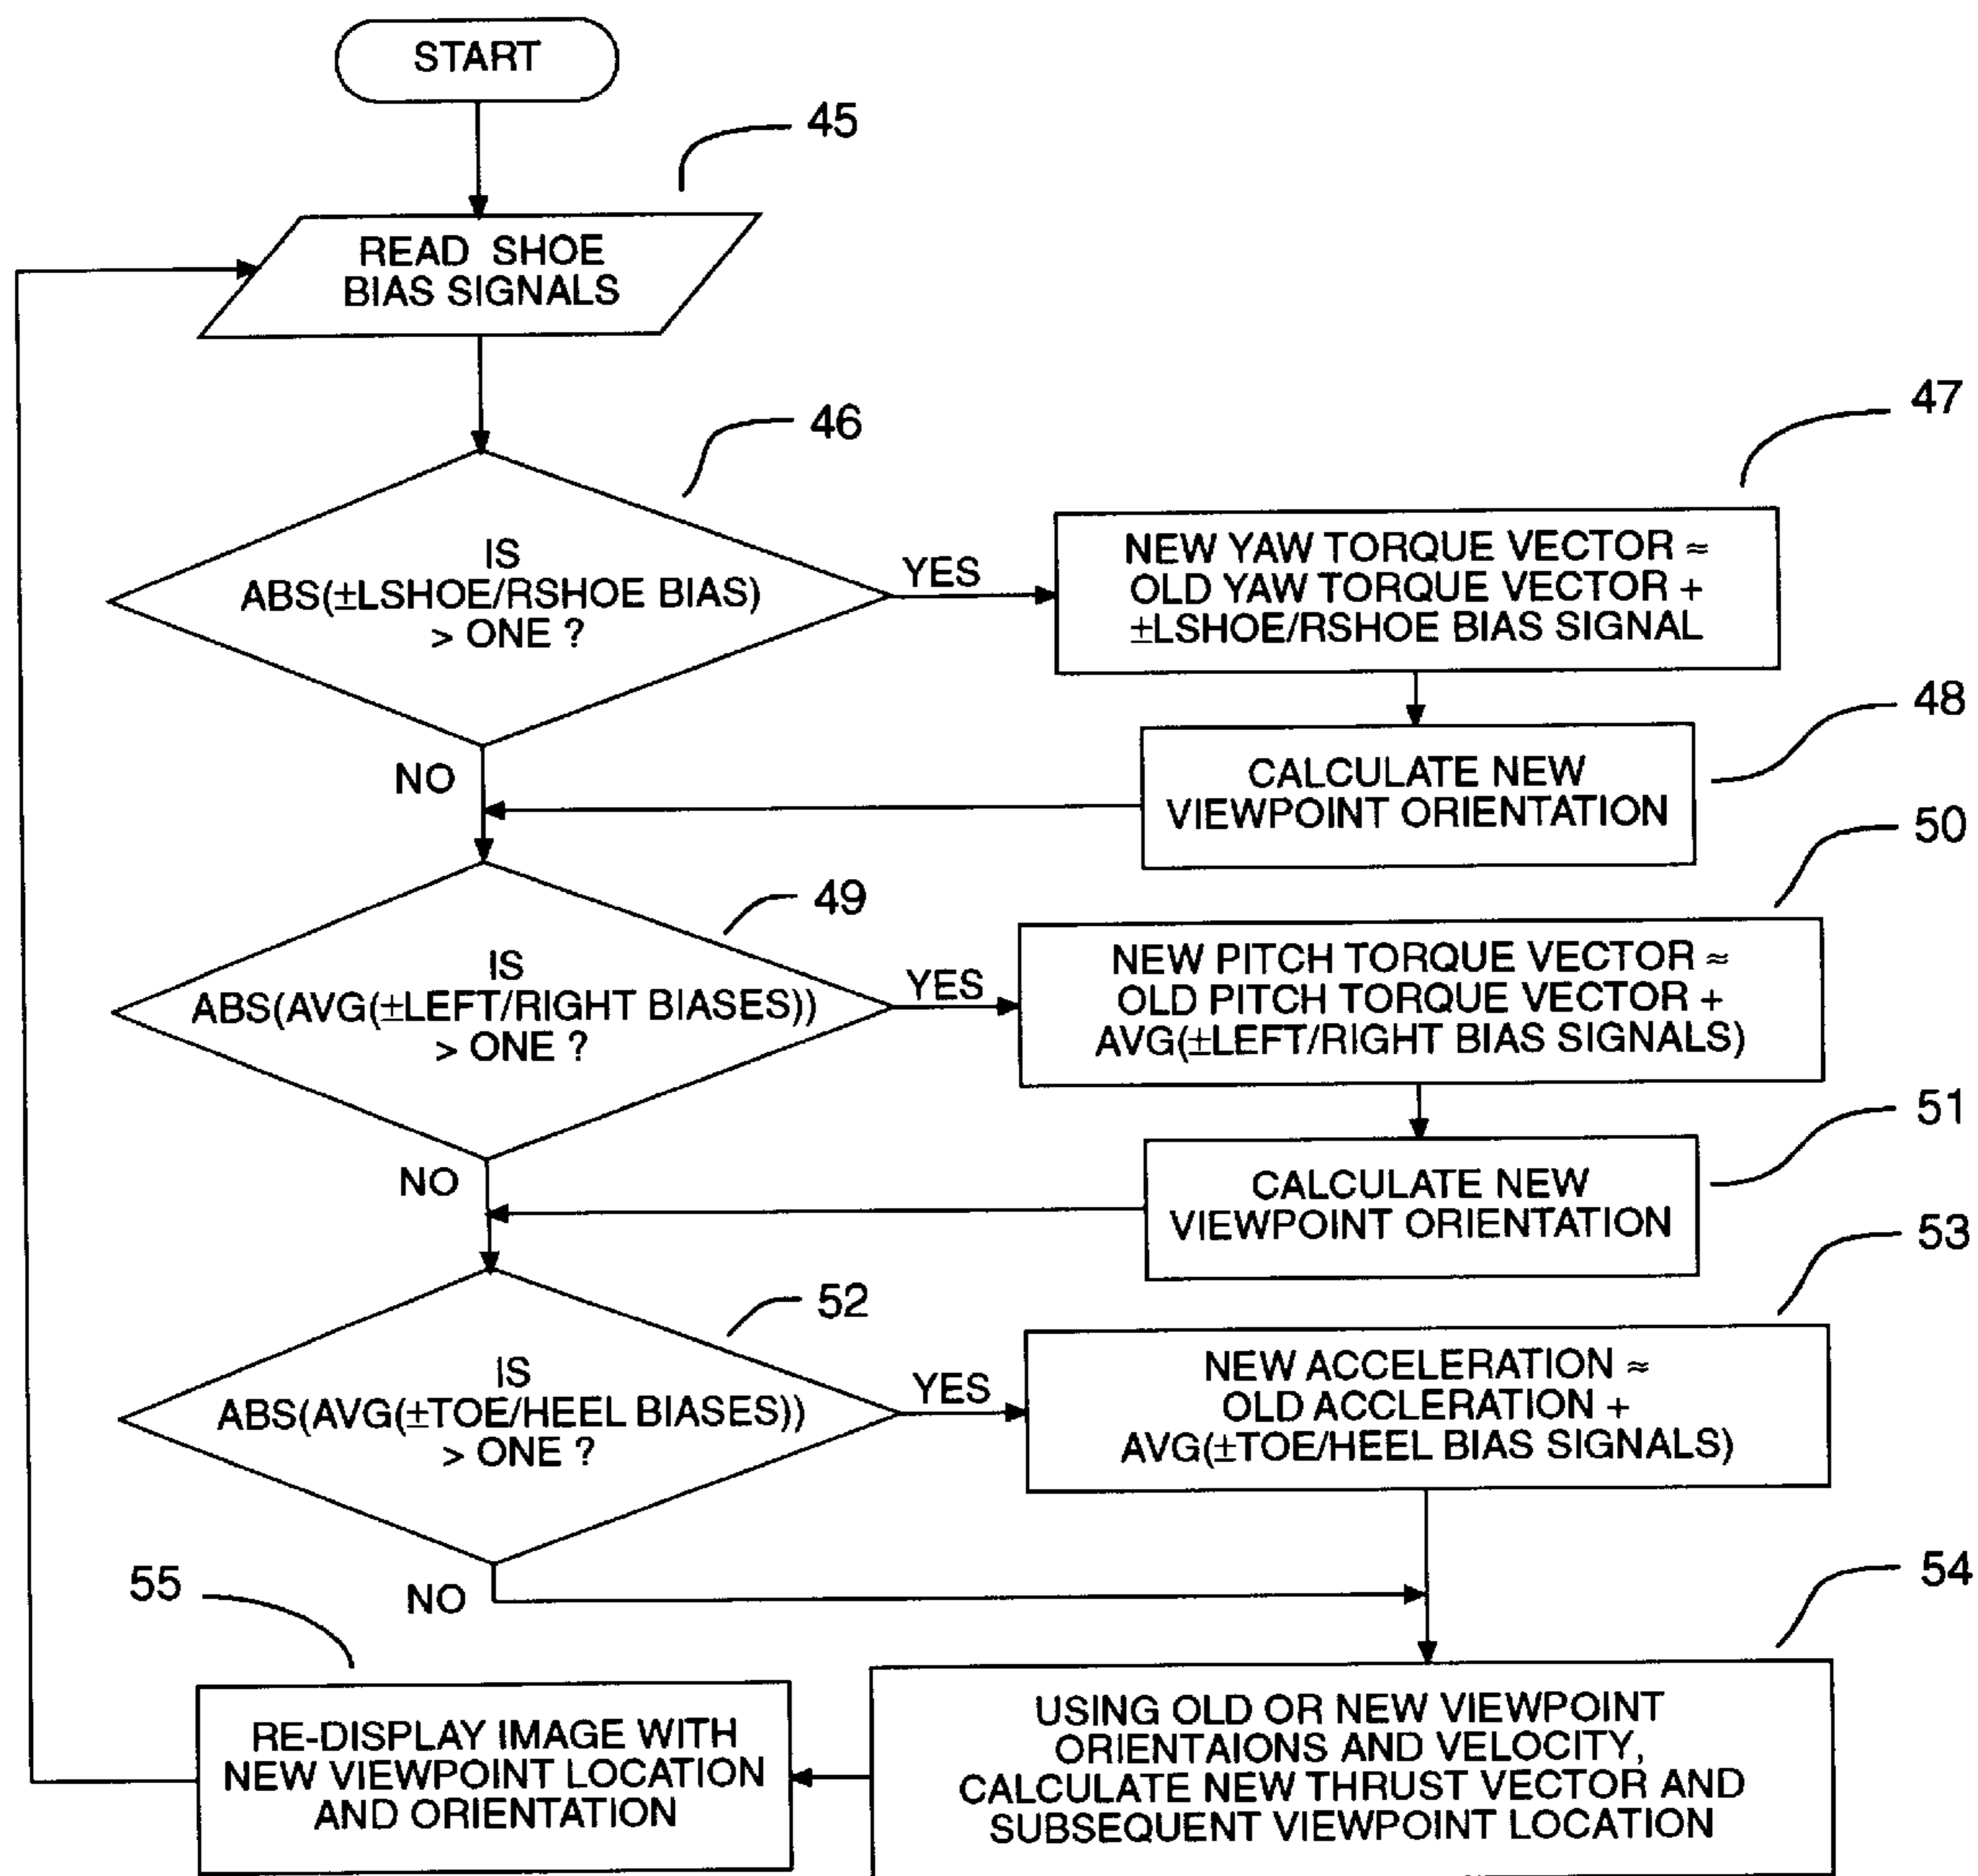 START
45
READ SHOE
BIAS SIGNALS
46
IS
ABS(±LSHOE/RSHOE BIAS)
> ONE ?
YES
NO
47
NEW YAW TORQUE VECTOR ≈
OLD YAW TORQUE VECTOR +
±LSHOE/RSHOE BIAS SIGNAL
48
CALCULATE NEW
VIEWPOINT ORIENTATION
49
IS
ABS(AVG(±LEFT/RIGHT BIASES))
> ONE ?
YES
NO
50
NEW PITCH TORQUE VECTOR ≈
OLD PITCH TORQUE VECTOR +
AVG(±LEFT/RIGHT BIAS SIGNALS)
51
CALCULATE NEW
VIEWPOINT ORIENTATION
52
IS
ABS(AVG(±TOE/HEEL BIASES))
> ONE ?
YES
NO
53
NEW ACCELERATION ≈
OLD ACCLERATION +
AVG(±TOE/HEEL BIAS SIGNALS)
54
USING OLD OR NEW VIEWPOINT
ORIENTAIONS AND VELOCITY,
CALCULATE NEW THRUST VECTOR AND
SUBSEQUENT VIEWPOINT LOCATION
55
RE-DISPLAY IMAGE WITH
NEW VIEWPOINT LOCATION
AND ORIENTATION